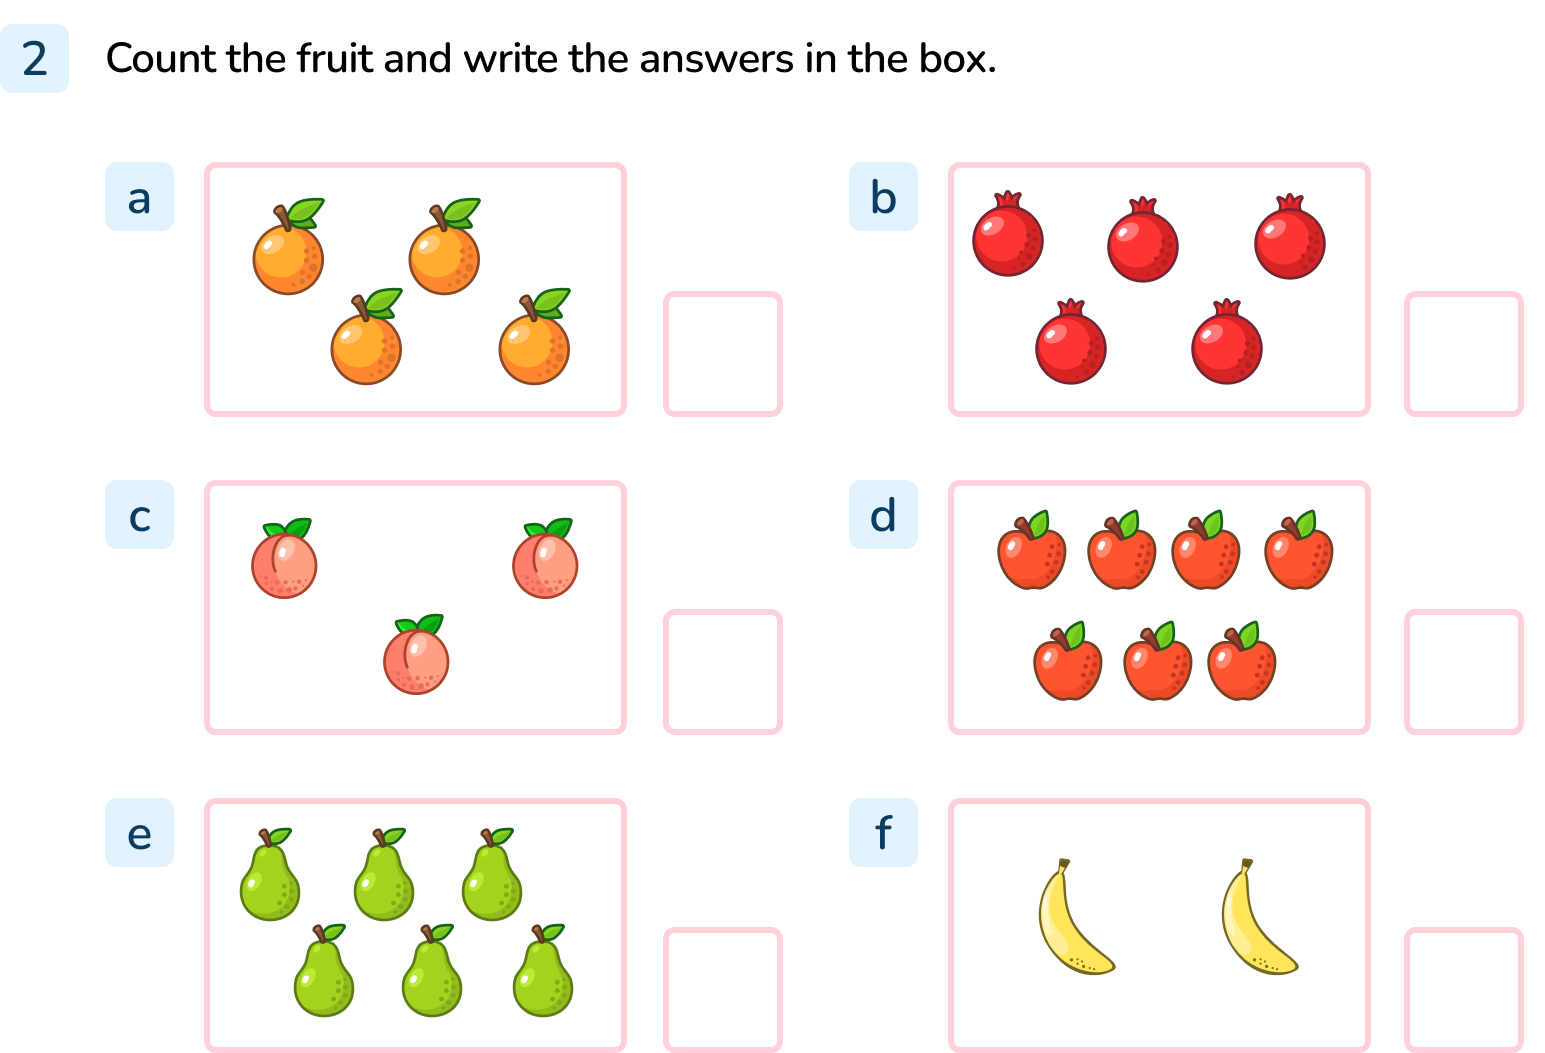 2 Count the fruit and write the answers in the box.
a
b
c
d
e
f